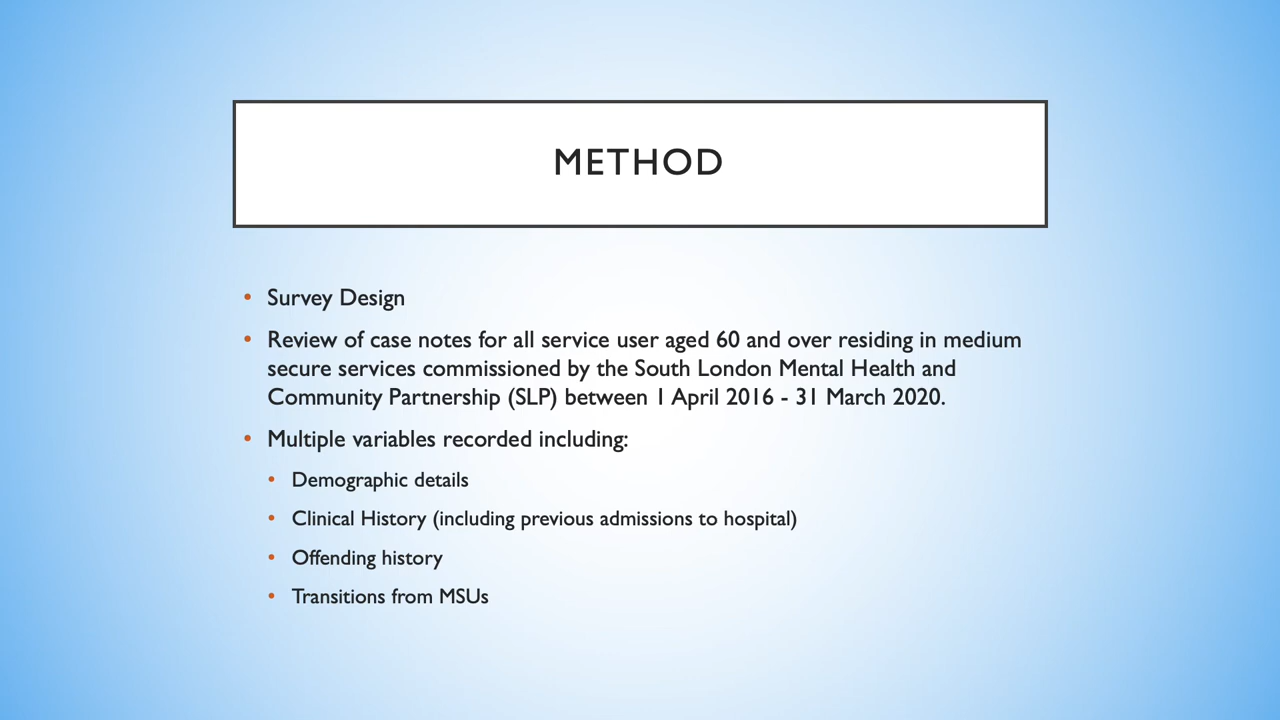 METHOD
• Survey Design
• Review of case notes for all service user aged 60 and over residing in medium
secure services commissioned by the South London Mental Health and
Community Partnership (SLP) between 1 April 2016 - 31 March 2020.
• Multiple variables recorded including:
• Demographic details
• Clinical History (including previous admissions to hospital)
• Offending history
• Transitions from MSUs